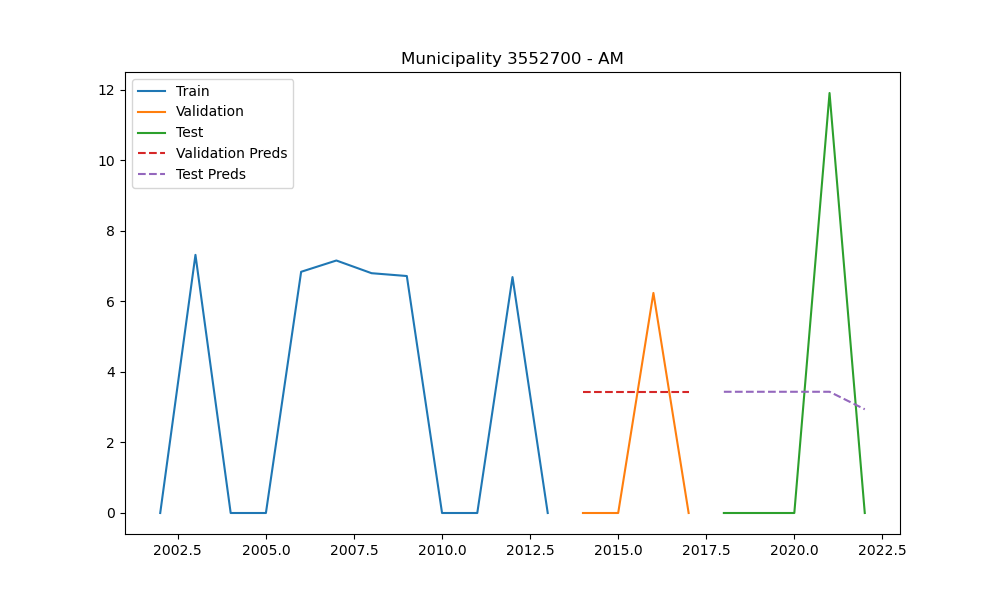 Municipality 3552700 - AM
Train
Validation
Test
Validation Preds
Test Preds
12
10
8
6
4
2
0
2002.5 2005.0 2007.5 2010.0 2012.5 2015.0 2017.5 2020.0 2022.5